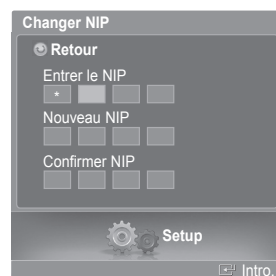 Changer NIP
Retour
Entrer le NIP
*
Nouveau NIP
Confirmer NIP
Setup
Intro.